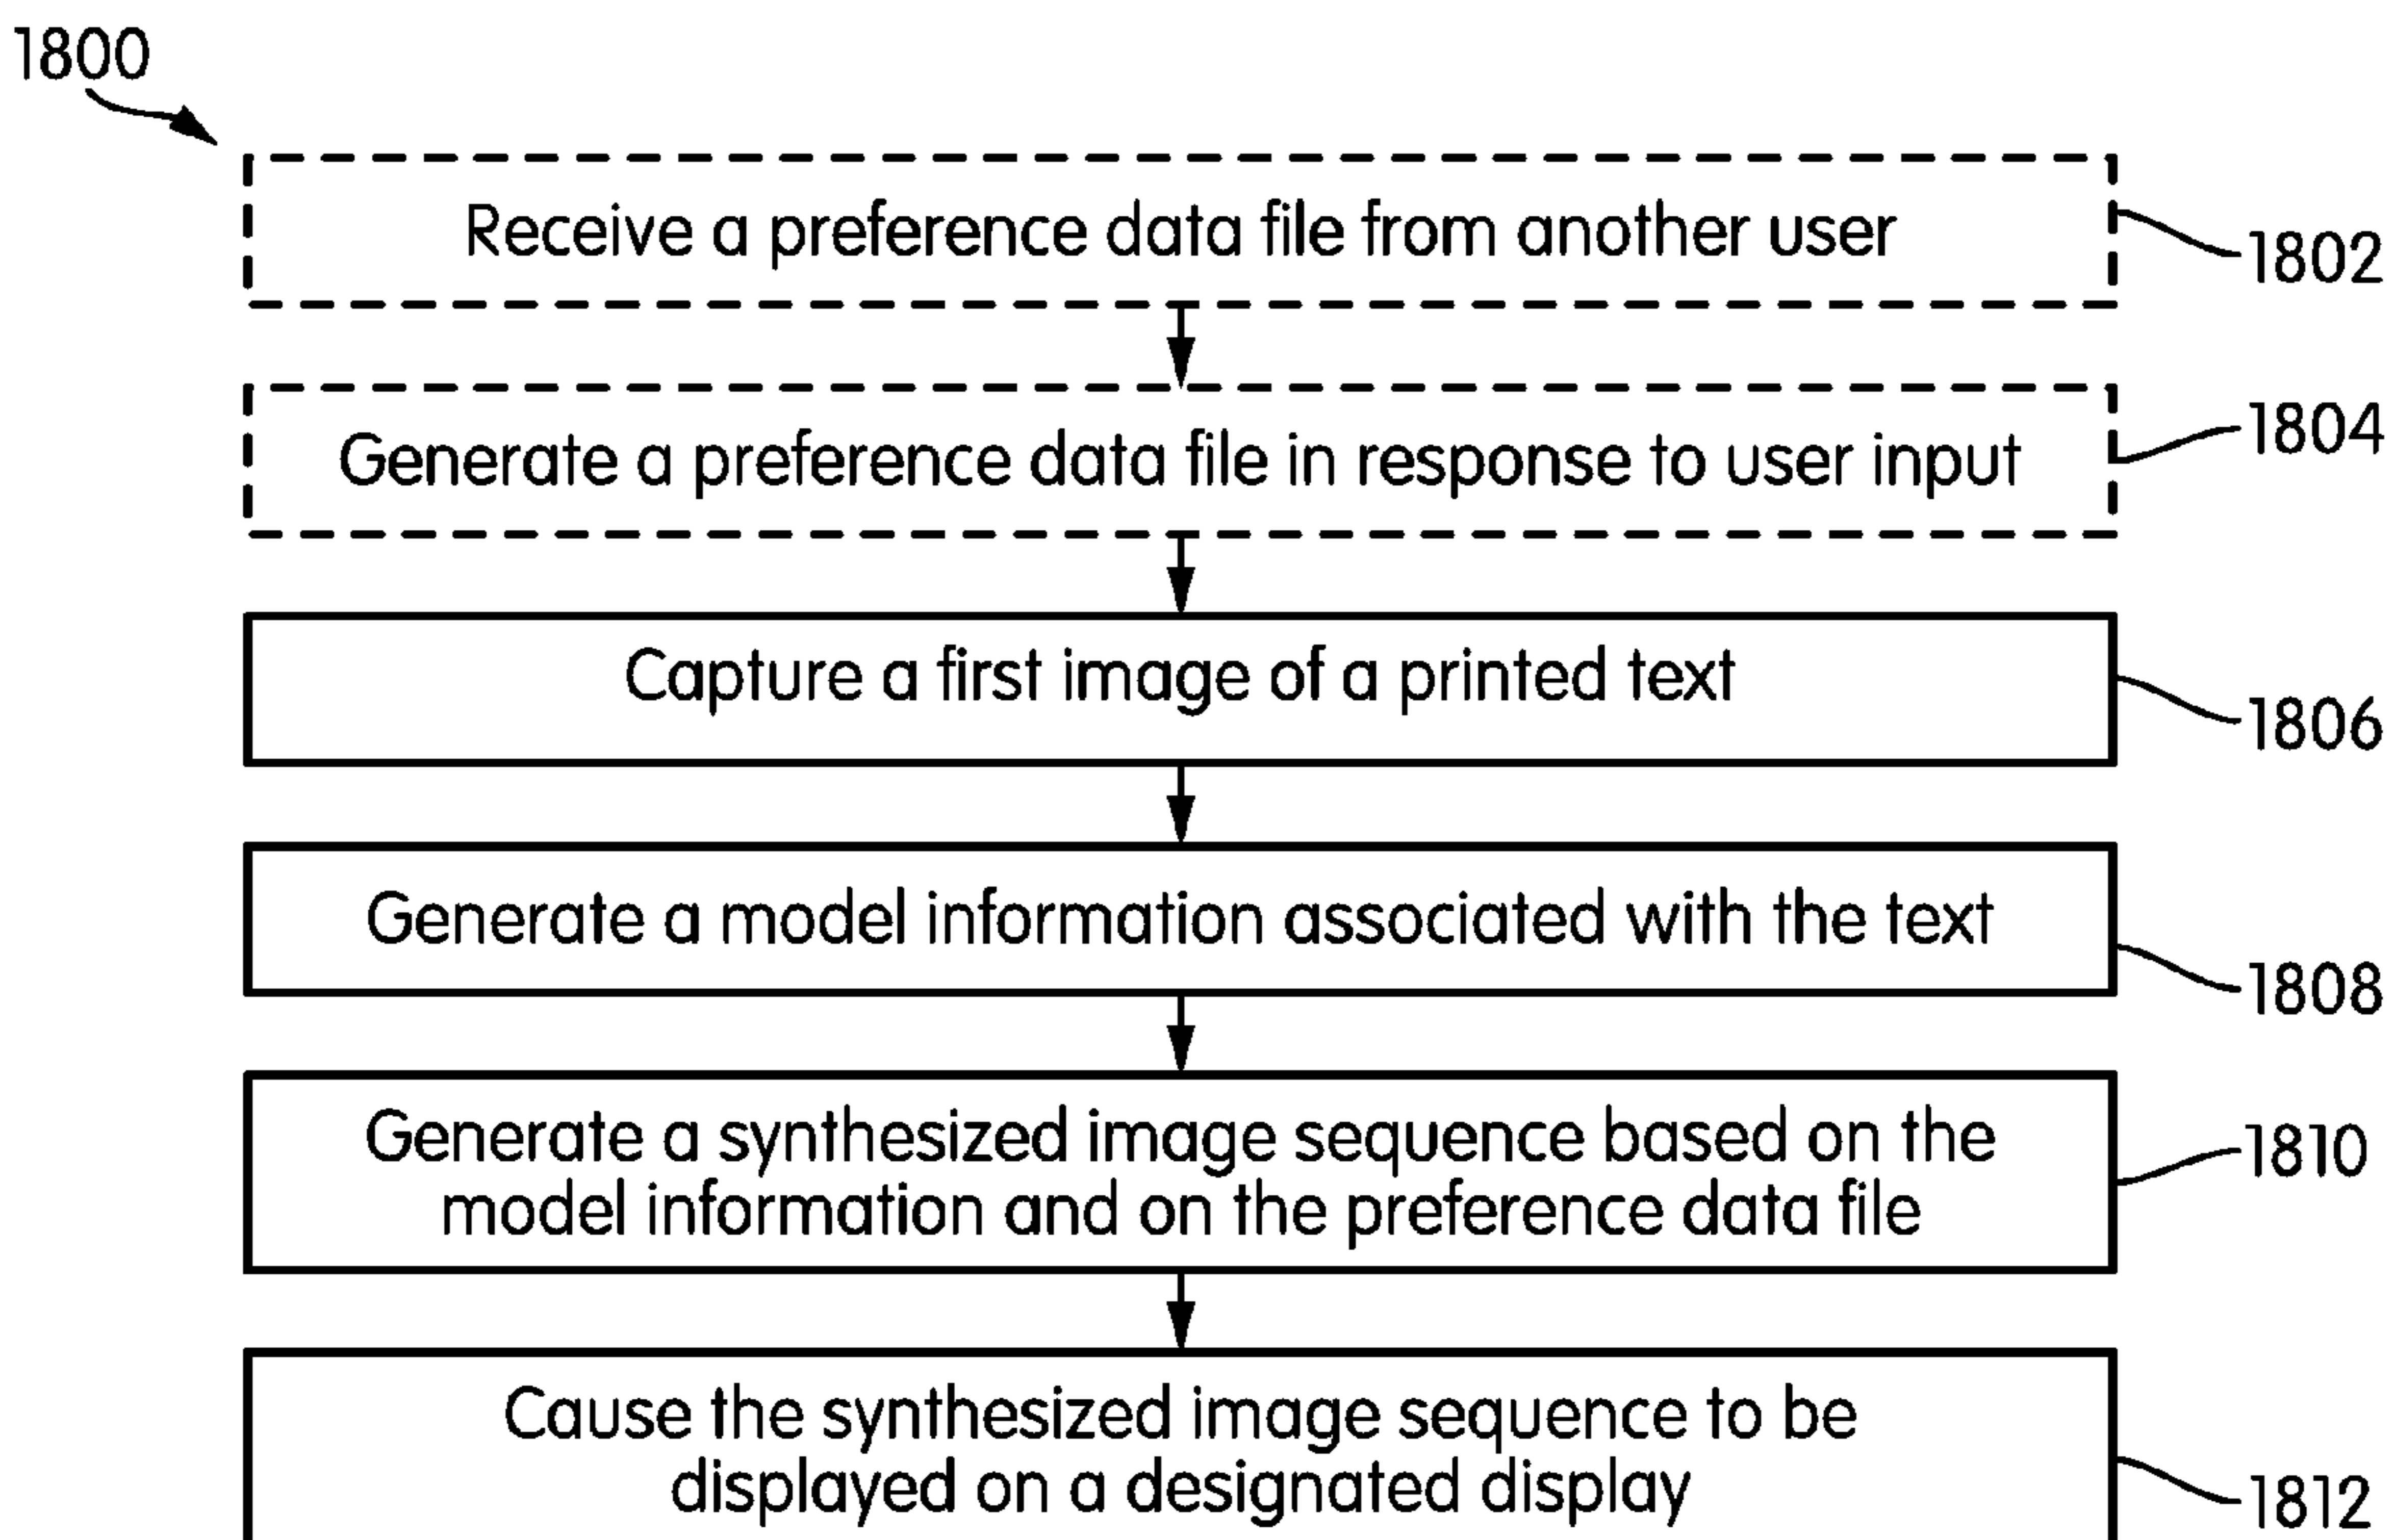 1800
Receive a preference data file from another user
1802
Generate a preference data file in response to user input
1804
Capture a first image of a printed text
1806
Generate a model information associated with the text
1808
Generate a synthesized image sequence based on the
model information and on the preference data file
1810
Cause the synthesized image sequence to be
displayed on a designated display
1812